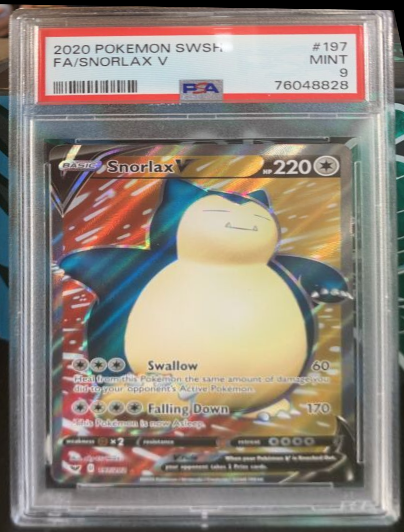 2020 POKEMON SWSH #197
FA/SNORLAX V MINT
9
PSA 76048828
BASIC Snorlax V HP 220
Swallow 60
Heal from this Pokémon the same amount of damage you
did to your opponent's Active Pokémon.
Falling Down 170
This Pokémon is now Asleep.
weakness ×2 resistance retreat
When your Pokémon V is Knocked Out,
your opponent takes 2 Prize cards.
197/202